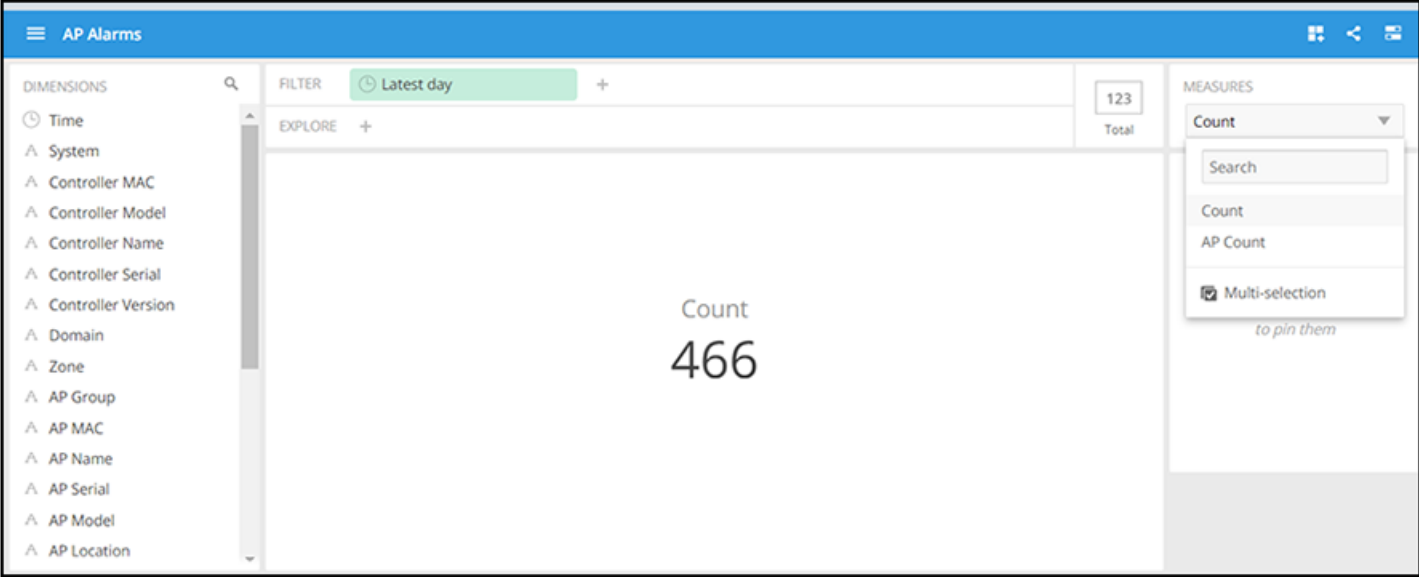 AP Alarms
DIMENSIONS
Time
System
Controller MAC
Controller Model
Controller Name
Controller Serial
Controller Version
Domain
Zone
AP Group
AP MAC
AP Name
AP Serial
AP Model
AP Location
FILTER Latest day +
EXPLORE +
123
Total
Count
466
MEASURES
Count
Search
Count
AP Count
Multi-selection
to pin them